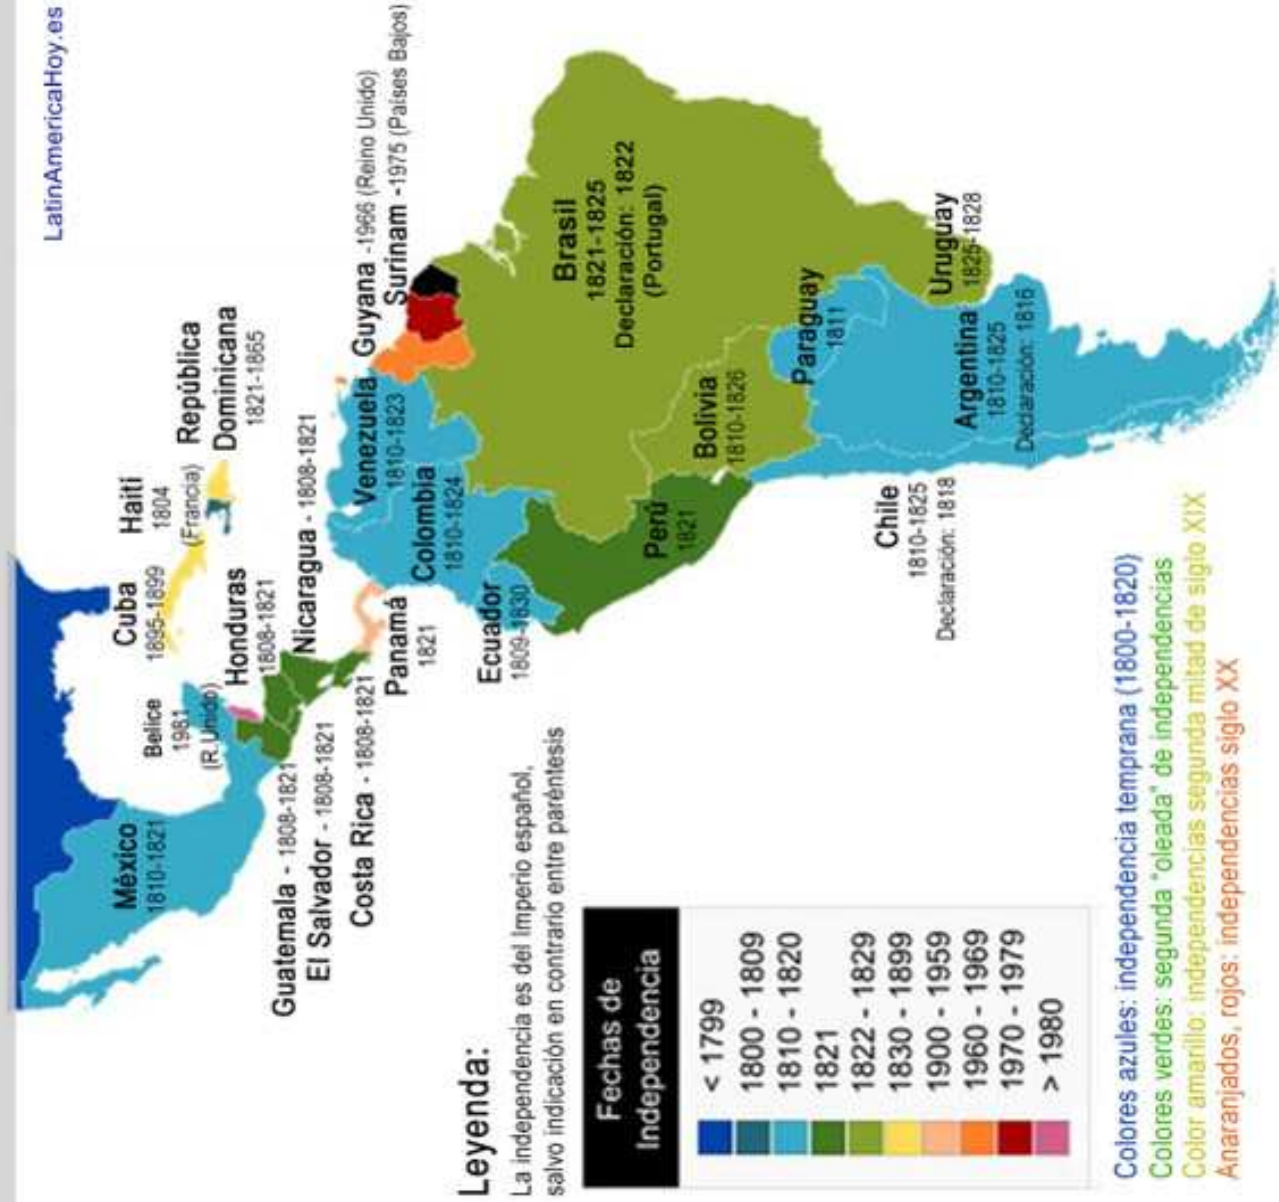 LatinAmericaHoy.es
México
1810-1821
Belice
1981
(R.Unido)
Cuba
1895-1899
Haití
1804
(Francia)
República
Dominicana
1821-1865
Honduras
1808-1821
Nicaragua - 1808-1821
Guatemala - 1808-1821
El Salvador - 1808-1821
Costa Rica - 1808-1821
Panamá
1821
Venezuela
1810-1823
Guyana -1966 (Reino Unido)
Surinam -1975 (Países Bajos)
Colombia
1810-1824
Ecuador
1809-1830
Perú
1821
Brasil
1821-1825
Declaración: 1822
(Portugal)
Bolivia
1810-1826
Paraguay
1811
Uruguay
1825-1828
Argentina
1810-1825
Declaración: 1816
Chile
1810-1825
Declaración: 1818
Leyenda:
La independencia es del Imperio español,
salvo indicación en contrario entre paréntesis
Fechas de
Independencia
< 1799
1800 - 1809
1810 - 1820
1821
1822 - 1829
1830 - 1899
1900 - 1959
1960 - 1969
1970 - 1979
> 1980
Colores azules: independencia temprana (1800-1820)
Colores verdes: segunda "oleada" de independencias
Color amarillo: independencias segunda mitad de siglo XIX
Anaranjados, rojos: independencias siglo XX